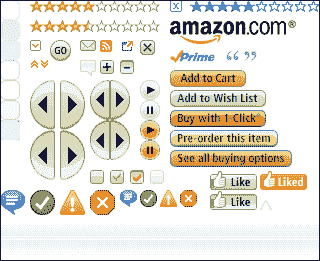 amazon.com®
GO
Prime
Add to Cart
Add to Wish List
Buy with 1-Click®
Pre-order this item
See all buying options
Like
Liked
Like